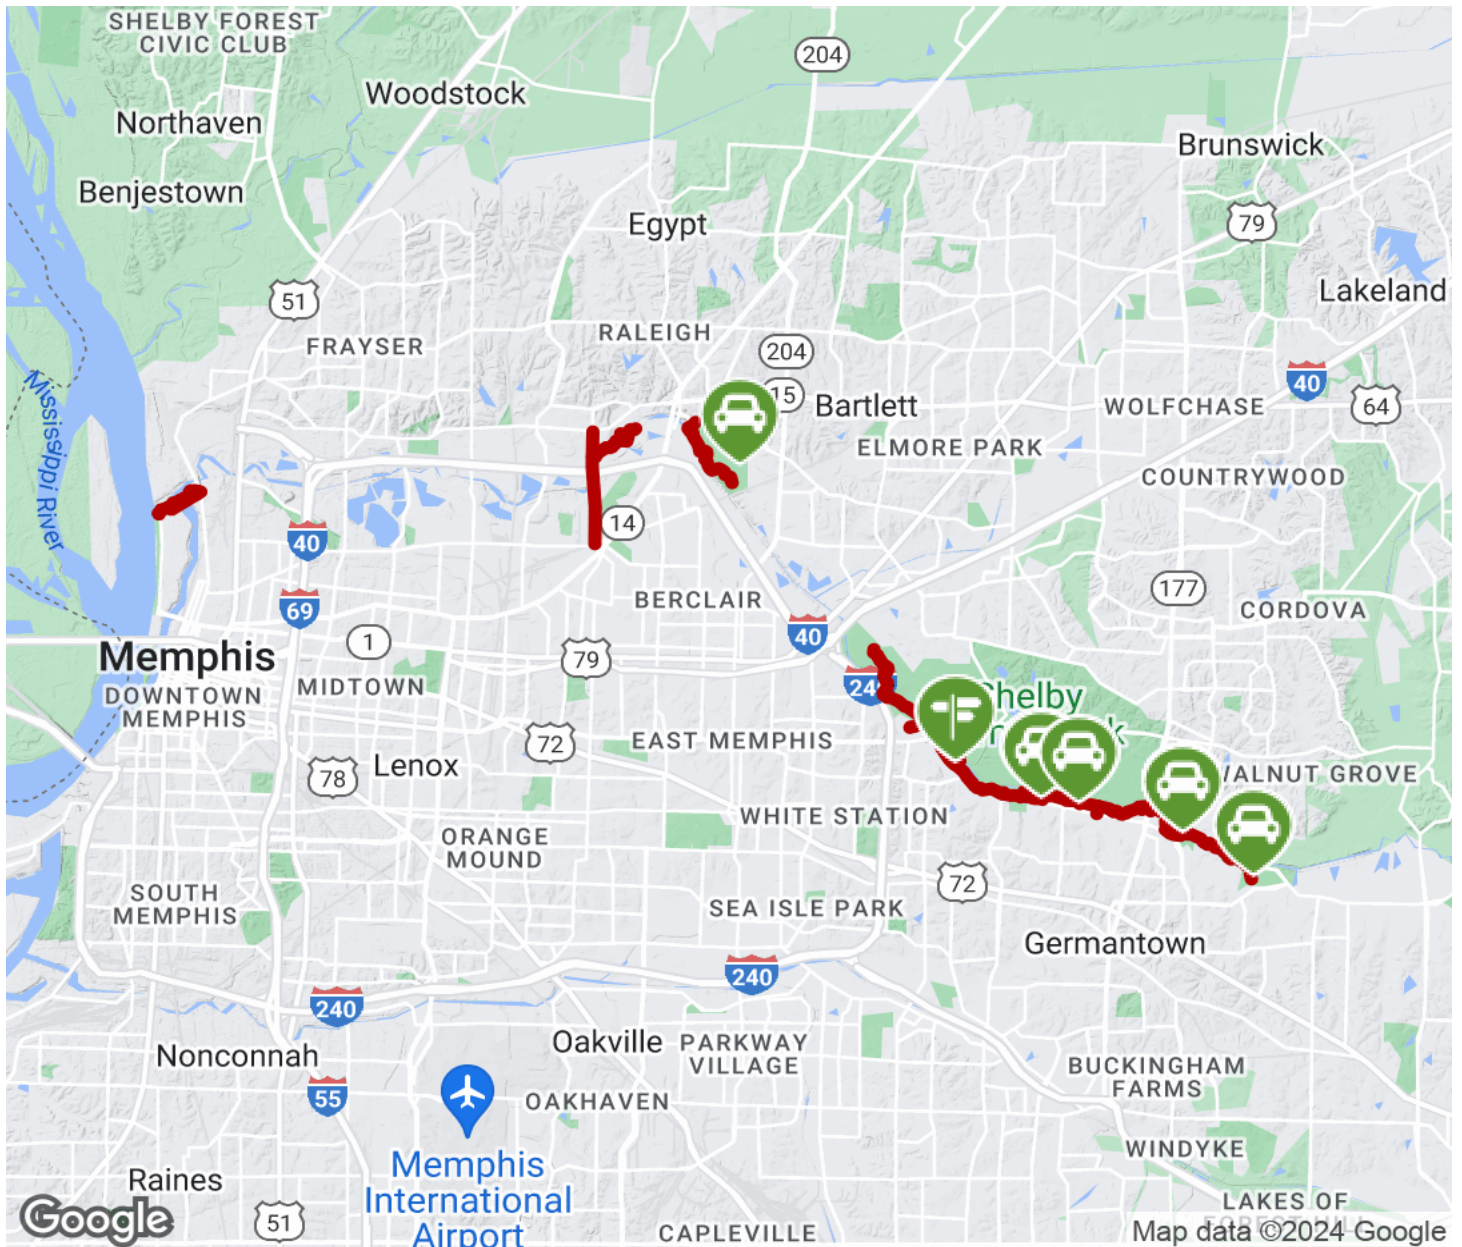 SHELBY FOREST
CIVIC CLUB
204
Woodstock
Northaven
Brunswick
Benjestown
79
Egypt
Lakeland
51
RALEIGH
FRAYSER
204
40
Mississippi River
15
Bartlett
64
WOLFCHASE
ELMORE PARK
COUNTRYWOOD
14
40
177
BERCLAIR
69
CORDOVA
40
1
79
Memphis
DOWNTOWN
MEMPHIS
MIDTOWN
24
Shelby
k
72
EAST MEMPHIS
Lenox
78
WALNUT GROVE
WHITE STATION
ORANGE
MOUND
72
SOUTH
MEMPHIS
SEA ISLE PARK
Germantown
240
240
Oakville
PARKWAY
VILLAGE
Nonconnah
BUCKINGHAM
FARMS
55
OAKHAVEN
WINDYKE
Memphis
International
Airport
Raines
LAKES OF
51
Google
CAPLEVILLE
Map data ©2024 Google